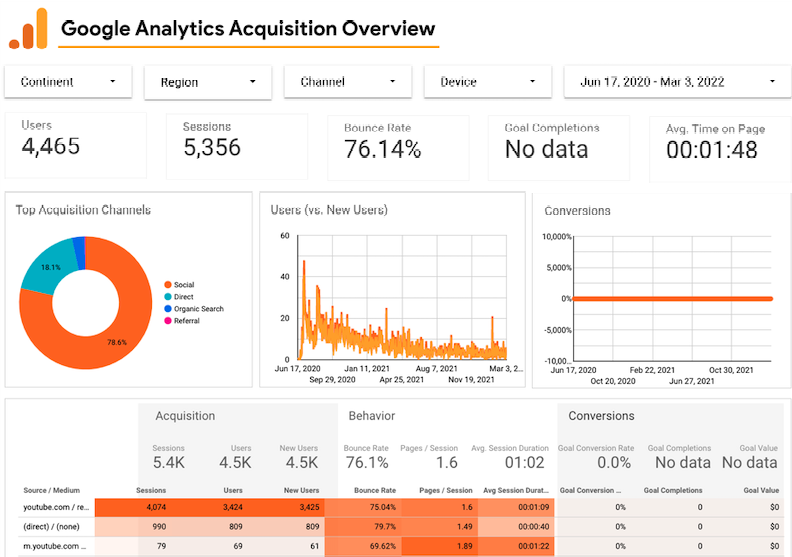 Google Analytics Acquisition Overview
Continent Region Channel Device Jun 17, 2020 - Mar 3, 2022
Users Sessions Bounce Rate Goal Completions Avg. Time on Page
4,465 5,356 76.14% No data 00:01:48
Top Acquisition Channels
18.1%
78.6%
Social
Direct
Organic Search
Referral
Users (vs. New Users)
60
40
20
0
Jun 17, 2020 Jan 11, 2021 Aug 7, 2021 Mar 3, 2...
Sep 29, 2020 Apr 25, 2021 Nov 19, 2021
Conversions
10,000%
5,000%
0%
-5,000%
-10,00...
Jun 17, 2020 Feb 22, 2021 Oct 30, 2021
Oct 20, 2020 Jun 27, 2021
Acquisition Behavior Conversions
Sessions Users New Users Bounce Rate Pages / Session Avg. Session Duration Goal Conversion Rate Goal Completions Goal Value
5.4K 4.5K 4.5K 76.1% 1.6 01:02 0.0% No data No data
Source / Medium Sessions Users New Users Bounce Rate Pages / Session Avg Session Durat... Goal Conversion ... Goal Completions Goal Value
youtube.com / re... 4,074 3,424 3,425 75.04% 1.6 00:01:09 0% 0 $0
(direct) / (none) 990 809 809 79.7% 1.49 00:00:40 0% 0 $0
m.youtube.com ... 79 69 61 69.62% 1.89 00:01:22 0% 0 $0